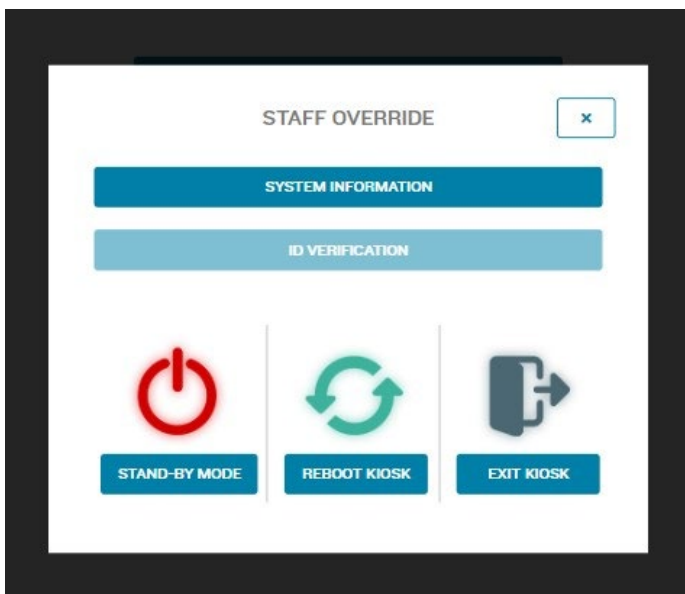 STAFF OVERRIDE
×
SYSTEM INFORMATION
ID VERIFICATION
STAND-BY MODE
REBOOT KIOSK
EXIT KIOSK